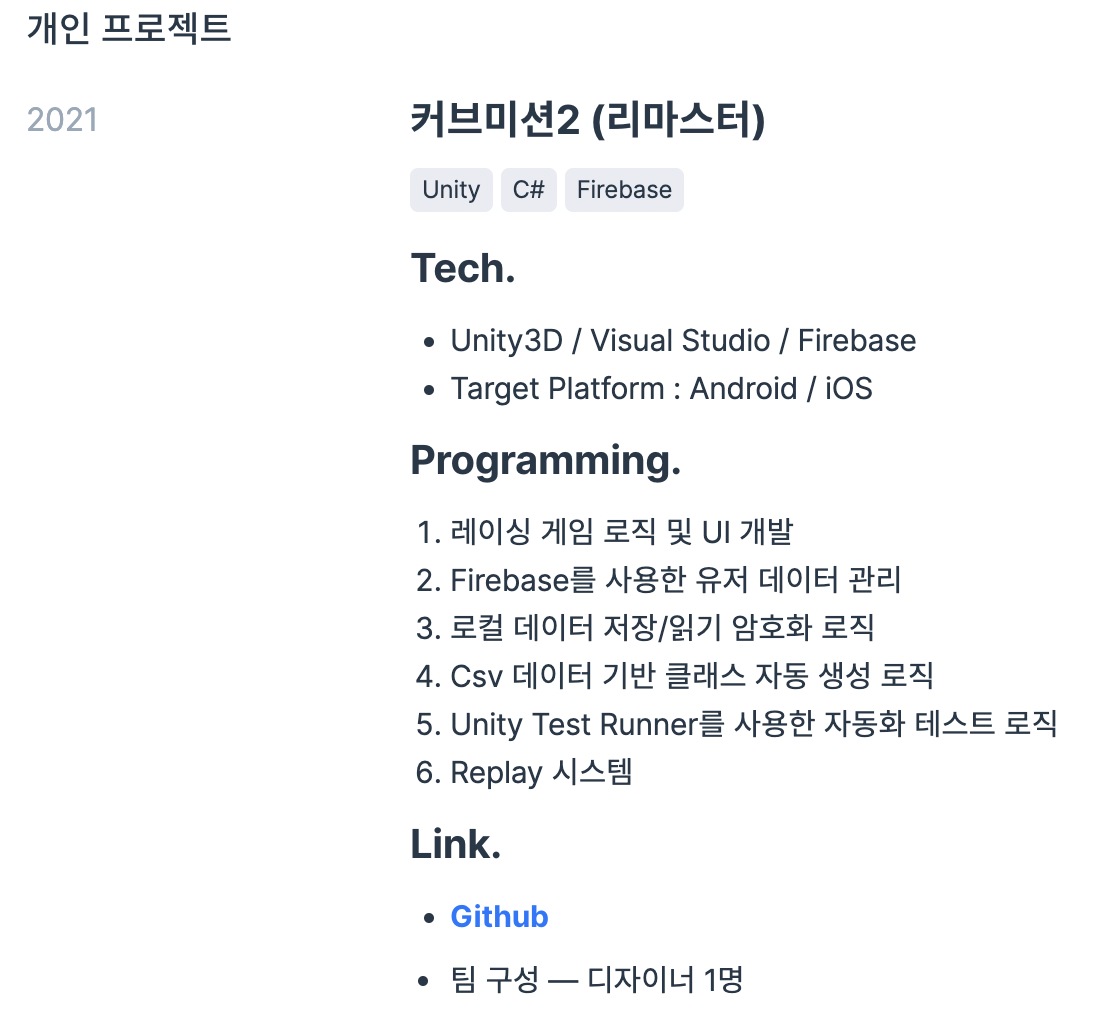 개인 프로젝트
2021
커브미션2 (리마스터)
Unity C# Firebase
Tech.
• Unity3D / Visual Studio / Firebase
• Target Platform : Android / iOS
Programming.
1. 레이싱 게임 로직 및 UI 개발
2. Firebase를 사용한 유저 데이터 관리
3. 로컬 데이터 저장/읽기 암호화 로직
4. Csv 데이터 기반 클래스 자동 생성 로직
5. Unity Test Runner를 사용한 자동화 테스트 로직
6. Replay 시스템
Link.
• Github
• 팀 구성 — 디자이너 1명